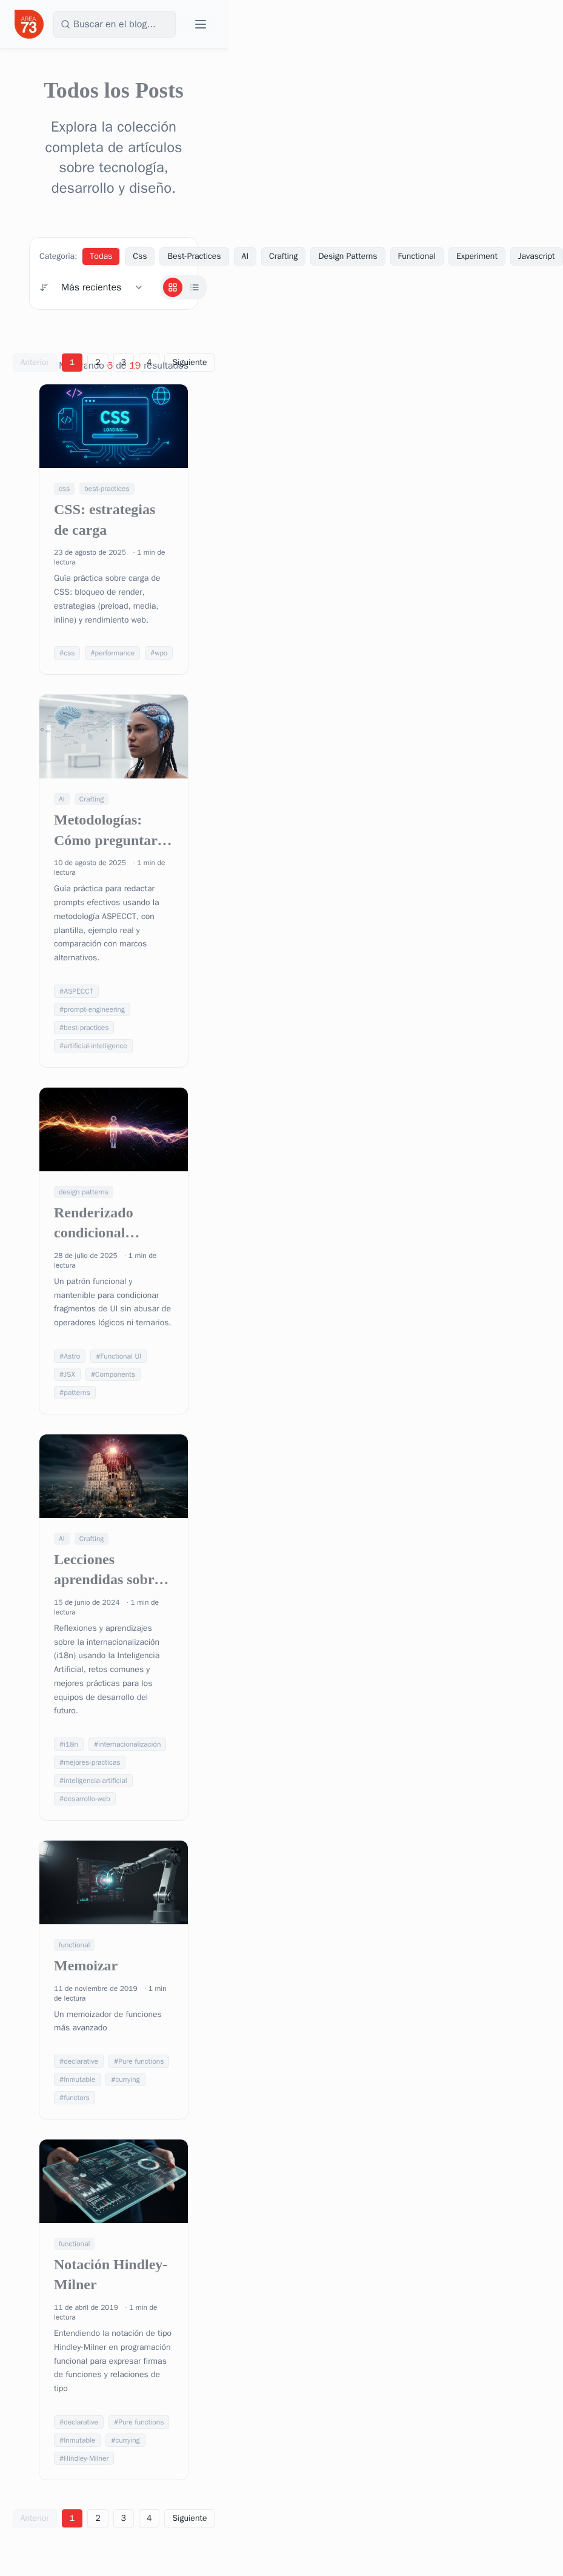 AREA
73
Buscar en el blog...
Todos los Posts
Explora la colección
completa de artículos
sobre tecnología,
desarrollo y diseño.
Categoría: Todas Css Best-Practices AI Crafting Design Patterns Functional Experiment Javascript
Más recientes
Anterior 1 2 3 4 Siguiente
de 19 resultados
CSS
LOADING...
css best-practices
CSS: estrategias
de carga
23 de agosto de 2025 · 1 min de
lectura
Guía práctica sobre carga de
CSS: bloqueo de render,
estrategias (preload, media,
inline) y rendimiento web.
#css #performance #wpo
AI Crafting
Metodologías:
Cómo preguntar…
10 de agosto de 2025 · 1 min de
lectura
Guía práctica para redactar
prompts efectivos usando la
metodología ASPECCT, con
plantilla, ejemplo real y
comparación con marcos
alternativos.
#ASPECCT
#prompt-engineering
#best-practices
#artificial-intelligence
design patterns
Renderizado
condicional…
28 de julio de 2025 · 1 min de
lectura
Un patrón funcional y
mantenible para condicionar
fragmentos de UI sin abusar de
operadores lógicos ni ternarios.
#Astro #Functional UI
#JSX #Components
#patterns
AI Crafting
Lecciones
aprendidas sobr…
15 de junio de 2024 · 1 min de
lectura
Reflexiones y aprendizajes
sobre la internacionalización
(i18n) usando la Inteligencia
Artificial, retos comunes y
mejores prácticas para los
equipos de desarrollo del
futuro.
#i18n #internacionalización
#mejores-practicas
#inteligencia-artificial
#desarrollo-web
functional
Memoizar
11 de noviembre de 2019 · 1 min
de lectura
Un memoizador de funciones
más avanzado
#declarative #Pure functions
#Inmutable #currying
#functors
functional
Notación Hindley-
Milner
11 de abril de 2019 · 1 min de
lectura
Entendiendo la notación de tipo
Hindley-Milner en programación
funcional para expresar firmas
de funciones y relaciones de
tipo
#declarative #Pure functions
#Inmutable #currying
#Hindley-Milner
Anterior 1 2 3 4 Siguiente